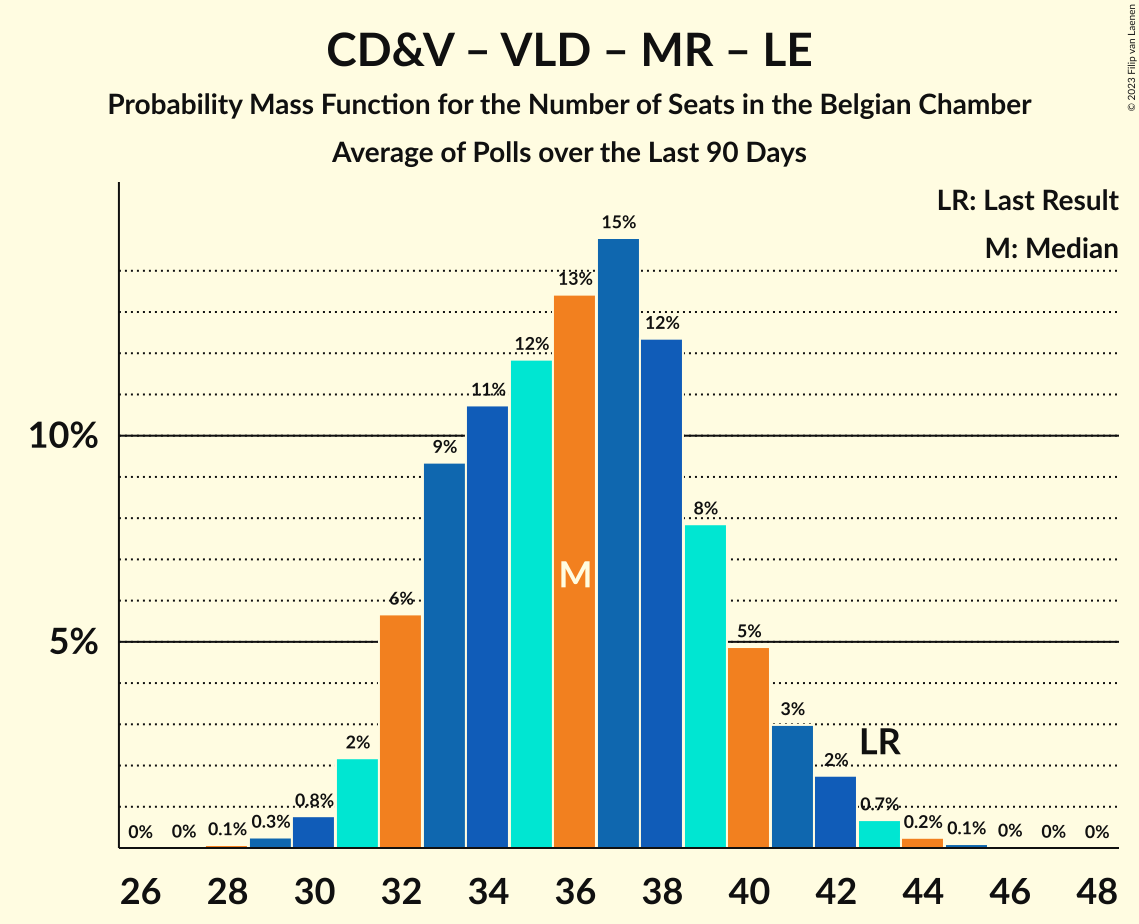 CD&V – VLD – MR – LE
Probability Mass Function for the Number of Seats in the Belgian Chamber
Average of Polls over the Last 90 Days
© 2023 Filip van Laenen
LR: Last Result
M: Median
10%
5%
0%
0%
0.1%
0.3%
0.8%
2%
6%
9%
11%
12%
13%
15%
12%
8%
5%
3%
2%
0.7%
0.2%
0.1%
0%
0%
0%
M
LR
26 28 30 32 34 36 38 40 42 44 46 48